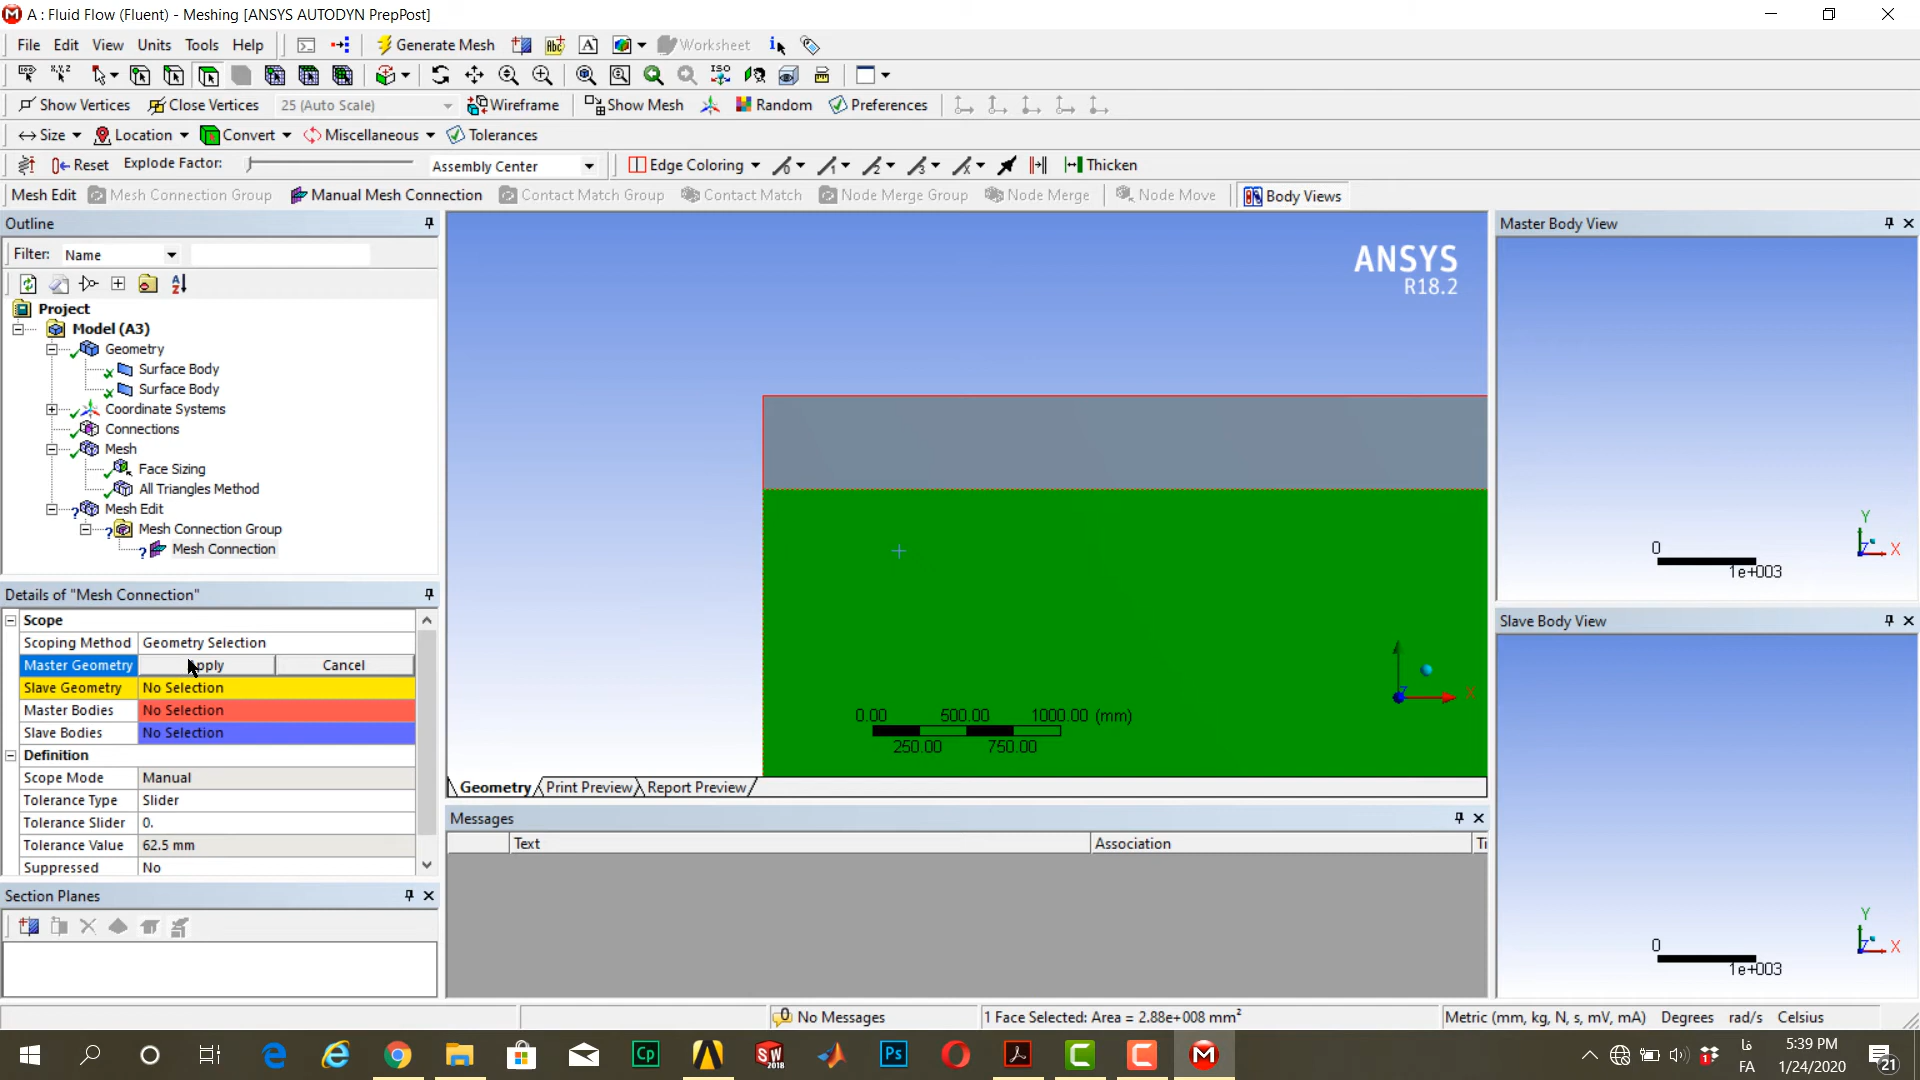 A : Fluid Flow (Fluent) - Meshing [ANSYS AUTODYN PrepPost]
File Edit View Units Tools Help Generate Mesh Worksheet
Show Vertices Close Vertices 25 (Auto Scale) Wireframe Show Mesh Random Preferences
Size Location Convert Miscellaneous Tolerances
Reset Explode Factor: Assembly Center Edge Coloring Thicken
Mesh Edit Mesh Connection Group Manual Mesh Connection Contact Match Group Contact Match Node Merge Group Node Merge Node Move Body Views
Outline
Filter: Name
Project
Model (A3)
Geometry
Surface Body
Surface Body
Coordinate Systems
Connections
Mesh
Face Sizing
All Triangles Method
Mesh Edit
Mesh Connection Group
Mesh Connection
Details of "Mesh Connection"
Scope
Scoping Method Geometry Selection
Master Geometry Apply Cancel
Slave Geometry No Selection
Master Bodies No Selection
Slave Bodies No Selection
Definition
Scope Mode Manual
Tolerance Type Slider
Tolerance Slider 0.
Tolerance Value 62.5 mm
Suppressed No
Section Planes
ANSYS
R18.2
X
0.00 500.00 1000.00 (mm)
250.00 750.00
Geometry Print Preview Report Preview
Messages
Text Association Ti
Master Body View
Y
X
0
1e+003
Slave Body View
Y
X
0
1e+003
No Messages 1 Face Selected: Area = 2.88e+008 mm² Metric (mm, kg, N, s, mV, mA) Degrees rad/s Celsius
فا
FA
5:39 PM
1/24/2020
21